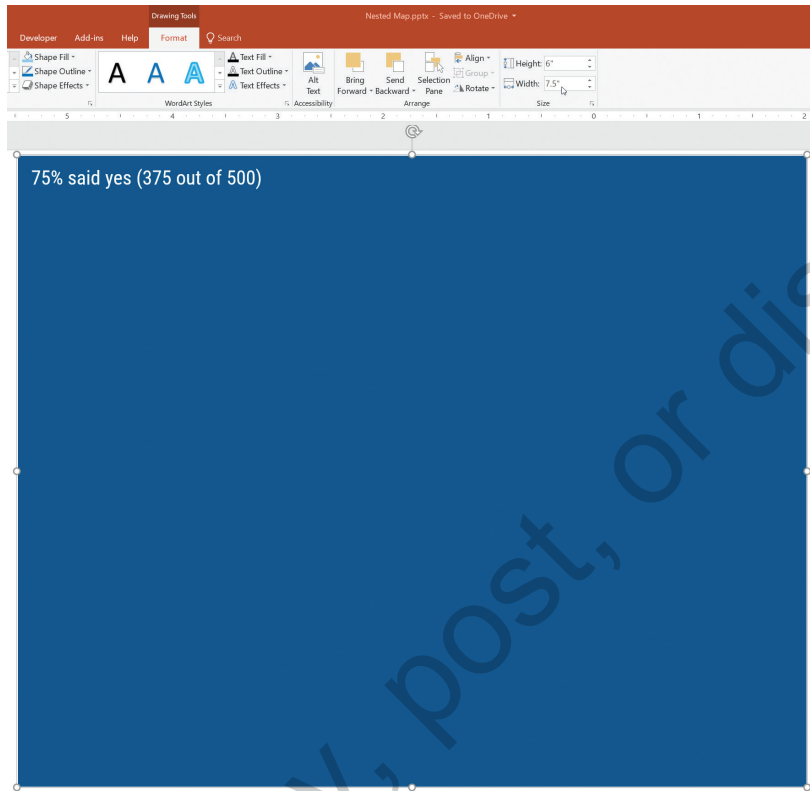 Drawing Tools
Nested Map.pptx - Saved to OneDrive
Developer Add-ins Help Format Search
Shape Fill
Shape Outline
Shape Effects
A A A
Text Fill
Text Outline
Text Effects
Alt Text
Bring Forward
Send Backward
Selection Pane
Align
Group
Rotate
Height: 6"
Width: 7.5"
WordArt Styles Accessibility Arrange Size
5 4 3 2 1 0 1 2
75% said yes (375 out of 500)
, post, or dis